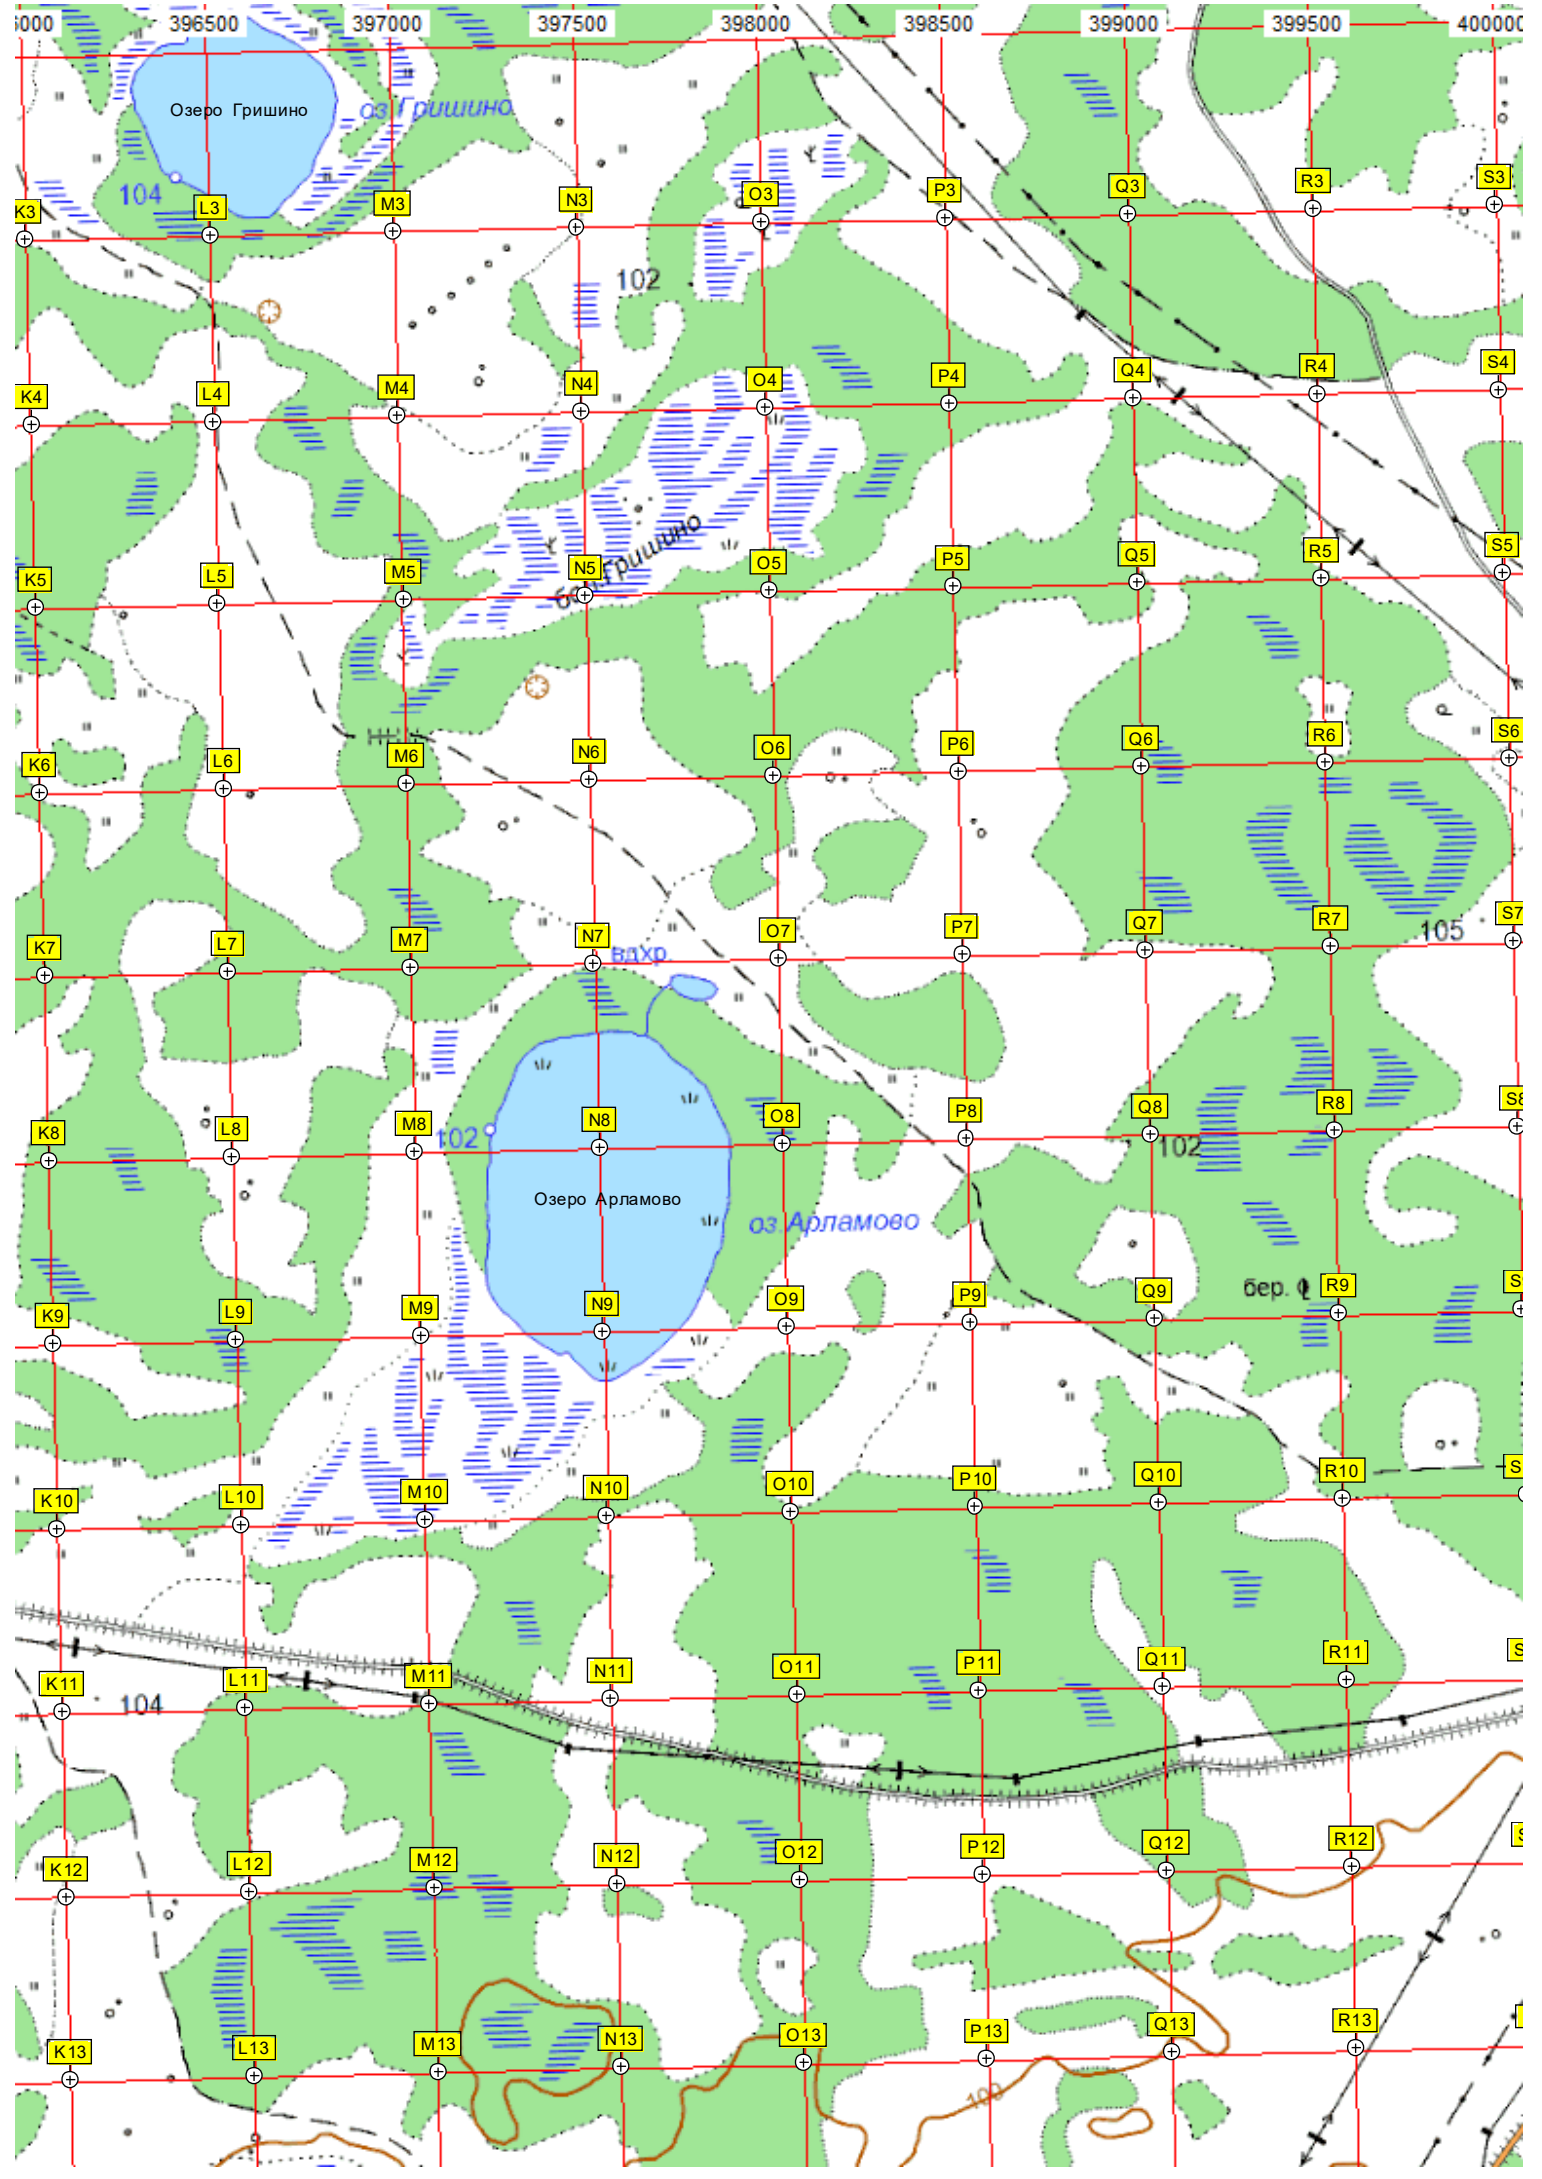 396500 397000 397500 398000 398500 399000 399500
Озеро Гришино
оз.Гришино
104
K3 L3 M3 N3 O3 P3 Q3 R3 S3
102
K4 L4 M4 N4 O4 P4 Q4 R4 S4
Гришино
K5 L5 M5 N5 O5 P5 Q5 R5 S5
K6 L6 M6 N6 O6 P6 Q6 R6 S6
K7 L7 M7 N7 O7 P7 Q7 R7 S7
105
вдхр.
K8 L8 M8 N8 O8 P8 Q8 R8
102
102
Озеро Арламово
оз.Арламово
бер.
K9 L9 M9 N9 O9 P9 Q9 R9
K10 L10 M10 N10 O10 P10 Q10 R10
K11 L11 M11 N11 O11 P11 Q11 R11
104
K12 L12 M12 N12 O12 P12 Q12 R12
K13 L13 M13 N13 O13 P13 Q13 R13
100